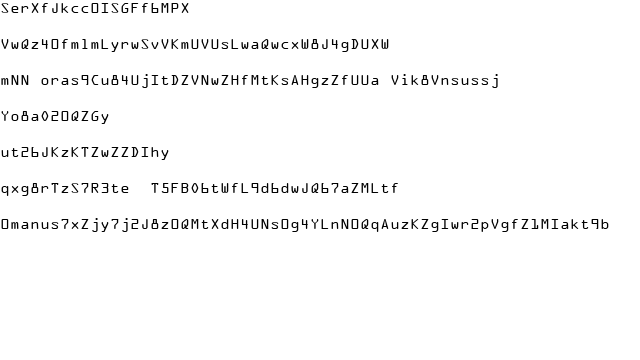 SerXfJkccOISGFf6MPX
VwQz4OfmlmLyrwSvVKmUVUsLwaQwcxW8J4gDUXW
mNN oras9Cu84UjItDZVNwZHfMtKsAHgzZfUUa Vik8Vnsussj
Yo8a02OQZGy
ut26JKzKTZwZZDIhy
qxg8rTzS7R3te  T5FB06tWfL9d6dwJQ67aZMLtf
Omanus7xZjy7j2J8zOQMtXdH4UNsOg4YLnNOQqAuzKZgIwr2pVgfZ1MIakt9b